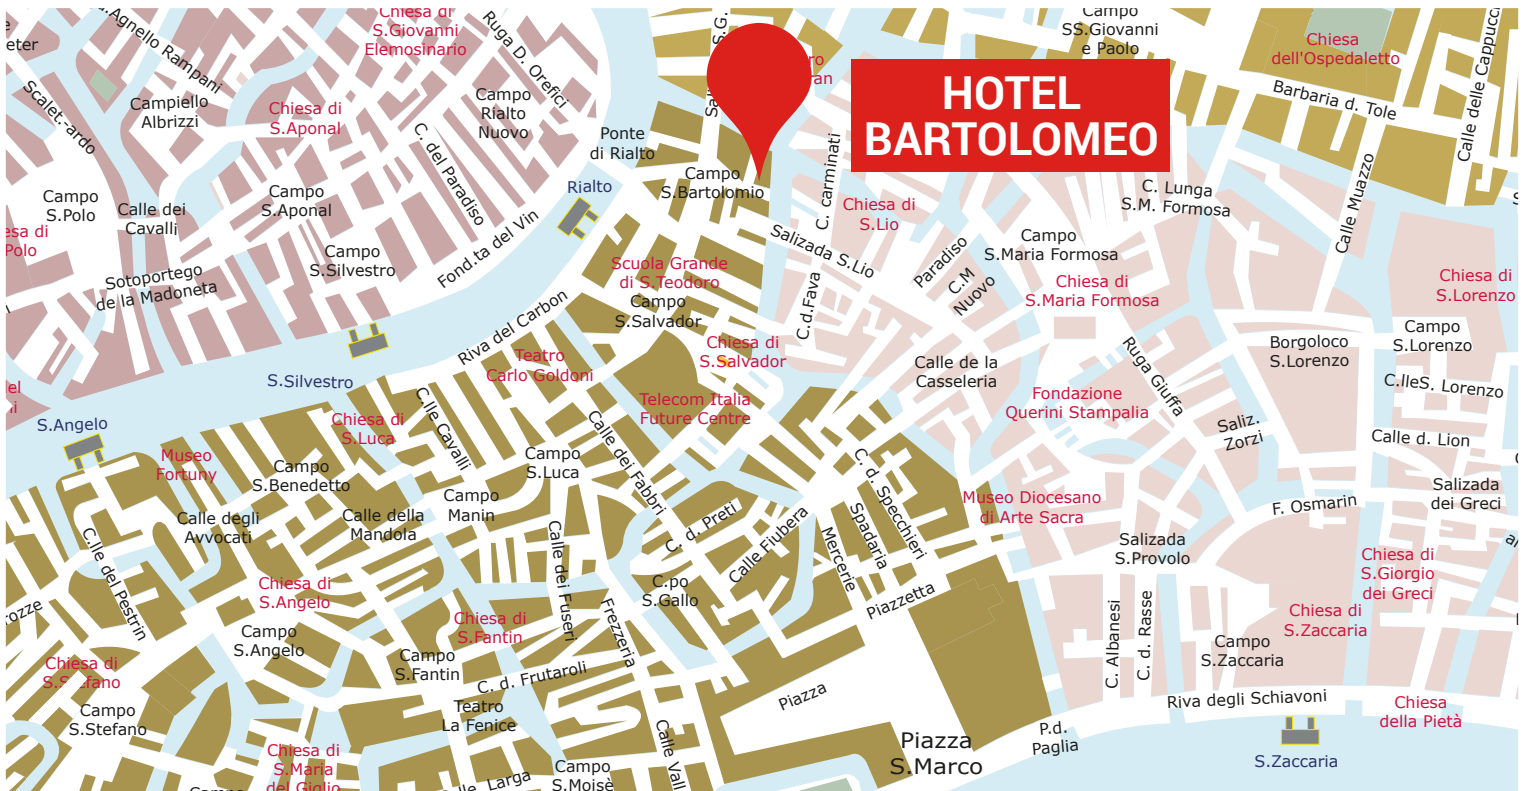 HOTEL
BARTOLOMEO
Agnello Rampani
Chiesa di
S.Giovanni
Elemosinario
Ruga D. Orefici
Campo
SS.Giovanni
e Paolo
Chiesa
dell'Ospedaletto
Calle delle Cappucc
Barbaria d. Tole
Scalet.-ardo
Campiello
Albrizzi
Chiesa di
S.Aponal
Campo
Rialto
Nuovo
C. del Paradiso
Ponte
di Rialto
Rialto
Campo
S.Bartolomio
C. carminati
Chiesa di
S.Lio
C. Lunga
S.M. Formosa
Calle Muazzo
Campo
S.Polo
Calle dei
Cavalli
Campo
S.Aponal
Campo
S.Silvestro
Fond.ta del Vin
Sotoportego
de la Madoneta
Scuola Grande
di S.Teodoro
Campo
S.Salvador
Salizada S.Lio
C.d.Fava
Paradiso
C.M
Nuovo
Campo
S.Maria Formosa
Chiesa di
S.Maria Formosa
Chiesa di
S.Lorenzo
Riva del Carbon
Teatro
Carlo Goldoni
Chiesa di
S.Salvador
Calle de la
Casseleria
Ruga Giuffa
Borgoloco
S.Lorenzo
Campo
S.Lorenzo
C.lleS. Lorenzo
S.Silvestro
S.Angelo
Chiesa di
S.Luca
C.lle Cavalli
Telecom Italia
Future Centre
Fondazione
Querini Stampalia
Saliz.
Zorzi
Calle d. Lion
Museo
Fortuny
Campo
S.Benedetto
Campo
S.Luca
Calle dei Fabbri
C. d. Specchieri
Salizada
dei Greci
Calle degli
Avvocati
Calle della
Mandola
Campo
Manin
C. d. Preti
Calle Fiubera
Mercerie
Spadaria
Museo Diocesano
di Arte Sacra
F. Osmarin
Salizada
S.Provolo
Chiesa di
S.Giorgio
dei Greci
C.lle del Pestrin
Chiesa di
S.Angelo
Calle dei Fuseri
C.po
S.Gallo
Piazzetta
C. Albanesi
C. d. Rasse
Chiesa di
S.Zaccaria
Campo
S.Angelo
Chiesa di
S.Fantin
Frezzeria
Campo
S.Zaccaria
Chiesa di
Campo
S.Fantin
C. d. Frutaroli
Piazza
Riva degli Schiavoni
Chiesa
della Pietà
Campo
S.Stefano
Teatro
La Fenice
P.d.
Paglia
Piazza
S.Marco
S.Zaccaria
Chiesa di
S.Maria
del Giglio
Larga
Campo
S.Moisè
Calle Vall